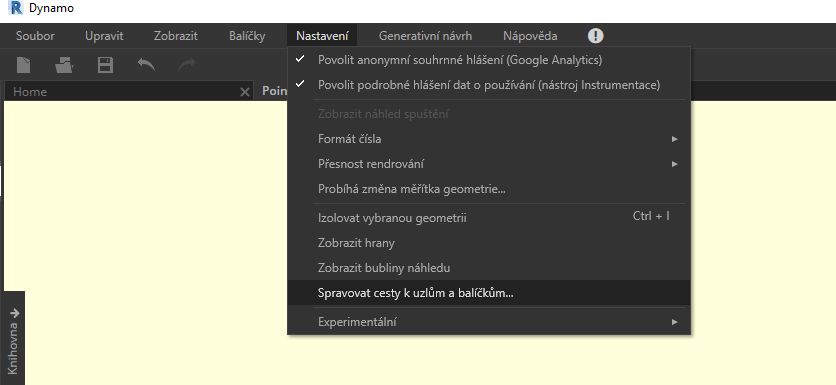 Dynamo
Soubor Upravit Zobrazit Balíčky Nastavení Generativní návrh Nápověda
Home
Poin
Povolit anonymní souhrnné hlášení (Google Analytics)
Povolit podrobné hlášení dat o používání (nástroj Instrumentace)
Zobrazit náhled spuštění
Formát čísla
Přesnost rendrování
Probíhá změna měřítka geometrie...
Izolovat vybranou geometrii Ctrl + I
Zobrazit hrany
Zobrazit bubliny náhledu
Spravovat cesty k uzlům a balíčkům...
Experimentální
Knihovna